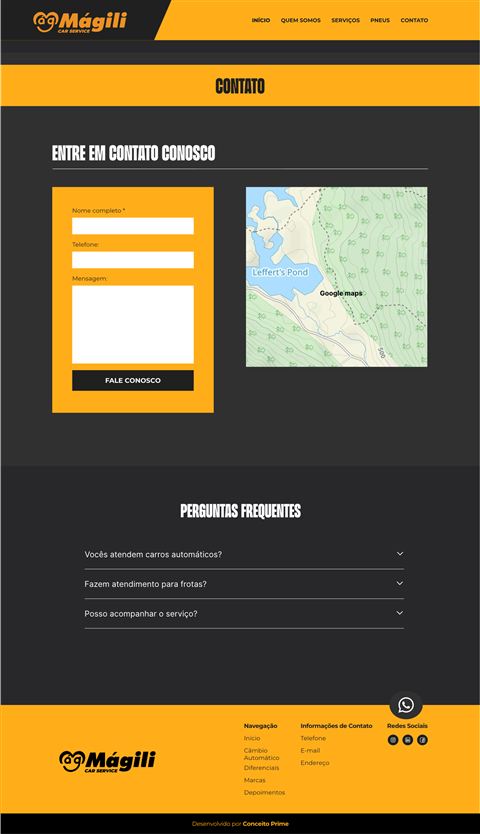 Mágili
CAR SERVICE
INÍCIO QUEM SOMOS SERVIÇOS PNEUS CONTATO
CONTATO
ENTRE EM CONTATO CONOSCO
Nome completo *
Telefone:
Mensagem:
FALE CONOSCO
Leffert's Pond
Google maps
500
PERGUNTAS FREQUENTES
Vocês atendem carros automáticos?
Fazem atendimento para frotas?
Posso acompanhar o serviço?
Mágili
CAR SERVICE
Navegação
Início
Câmbio
Automático
Diferenciais
Marcas
Depoimentos
Informações de Contato
Telefone
E-mail
Endereço
Redes Sociais
Desenvolvido por Conceito Prime